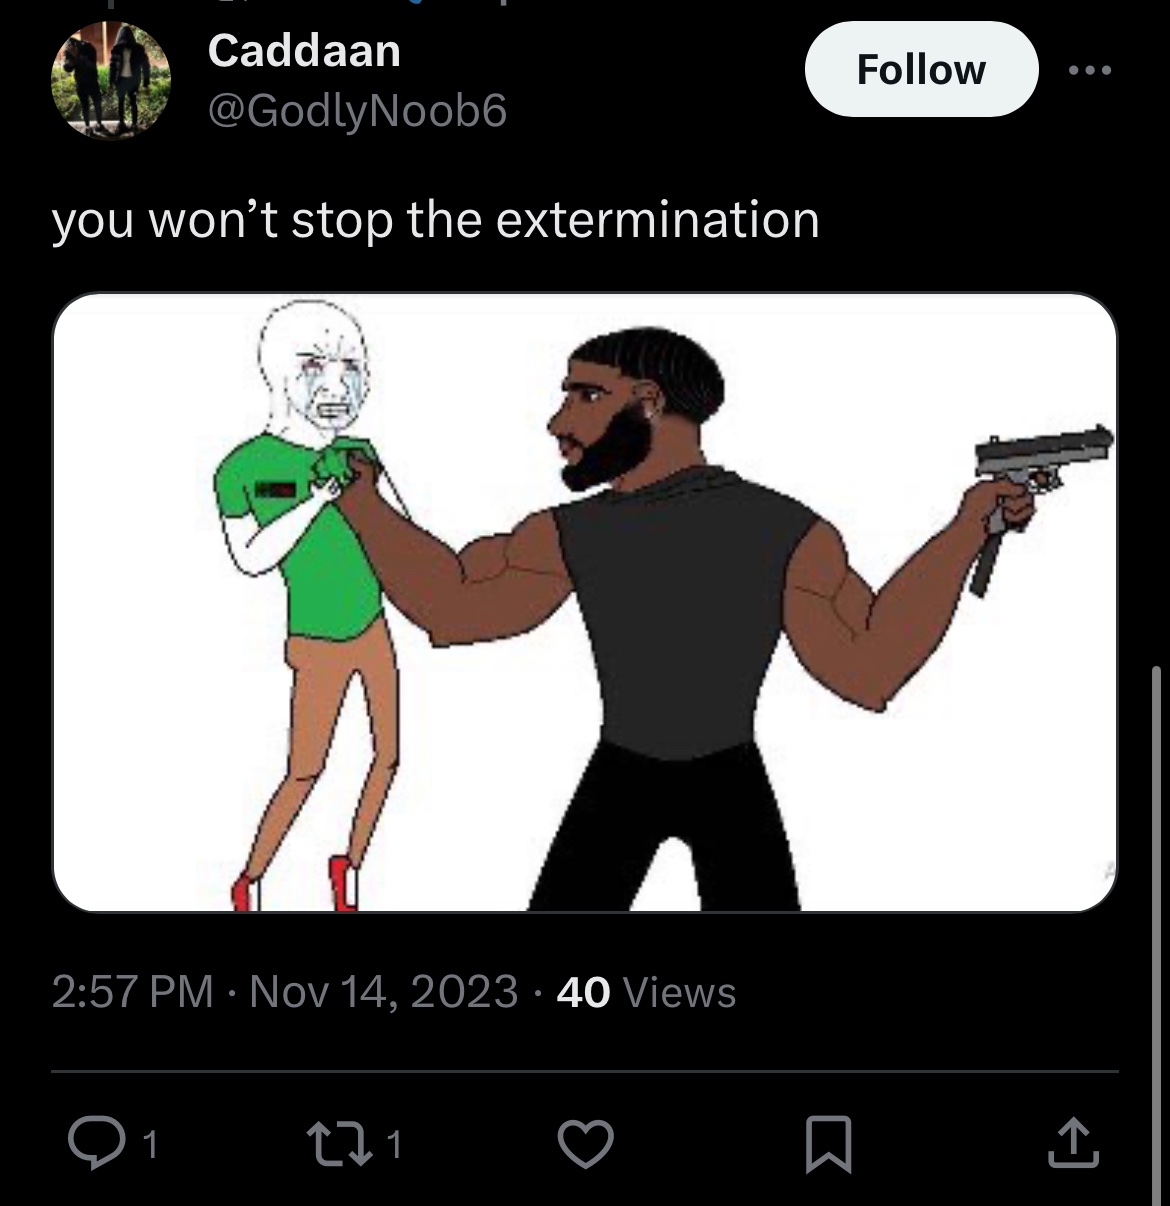 Caddaan
Follow
@GodlyNoob6
you won’t stop the extermination
2:57 PM · Nov 14, 2023 · 40 Views
1
1